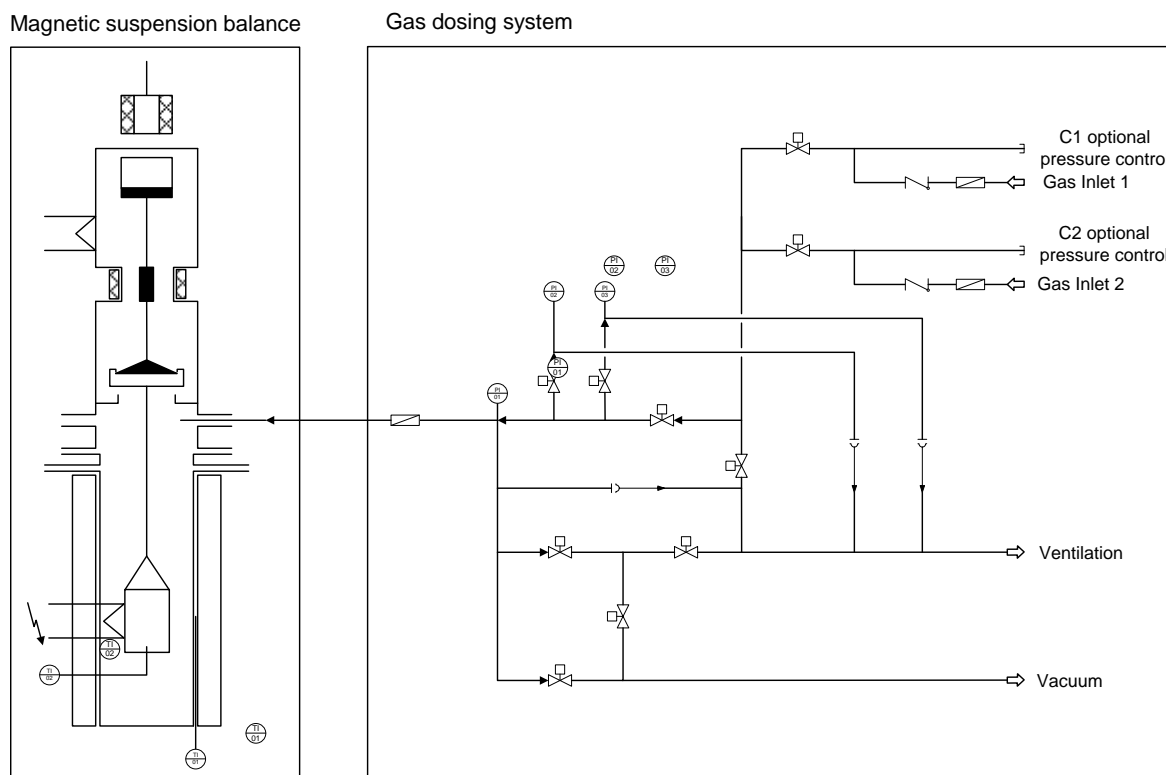 Magnetic suspension balance
Gas dosing system
C1 optional
pressure control
Gas Inlet 1
C2 optional
pressure control
Gas Inlet 2
PI
02
PI
03
PI
02
PI
03
PI
01
PI
01
Ventilation
TI
02
TI
02
Vacuum
TI
01
TI
01